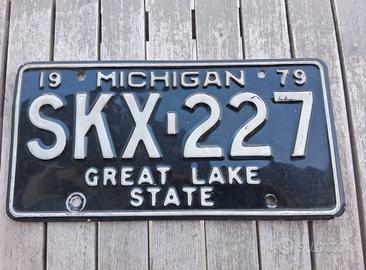 19 MICHIGAN 79
SKX-227
GREAT LAKE
STATE